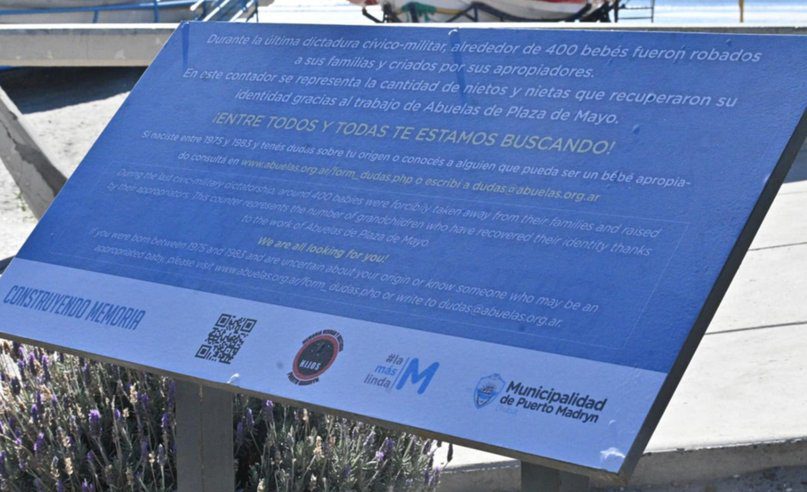 Durante la última dictadura cívico-militar, alrededor de 400 bebés fueron robados
a sus familias y criados por sus apropiadores.
En este contador se representa la cantidad de nietos y nietas que recuperaron su
identidad gracias al trabajo de Abuelas de Plaza de Mayo.
¡ENTRE TODOS Y TODAS TE ESTAMOS BUSCANDO!
Si naciste entre 1975 y 1983 y tenés dudas sobre tu origen o conocés a alguien que pueda ser un bebé apropia-
do consultá en www.abuelas.org.ar/form_dudas.php o escribí a dudas@abuelas.org.ar
During the last civic-military dictatorship, around 400 babies were forcibly taken away from their families and raised
by their appropriators. This counter represents the number of grandchildren who have recovered their identity thanks
to the work of Abuelas de Plaza de Mayo.
We are all looking for you!
If you were born between 1975 and 1983 and are uncertain about your origin or know someone who may be an
appropriated baby, please visit www.abuelas.org.ar/form_dudas.php or write to dudas@abuelas.org.ar.
CONSTRUYENDO MEMORIA
HIJOS
#la
más
linda
M
Municipalidad
de Puerto Madryn